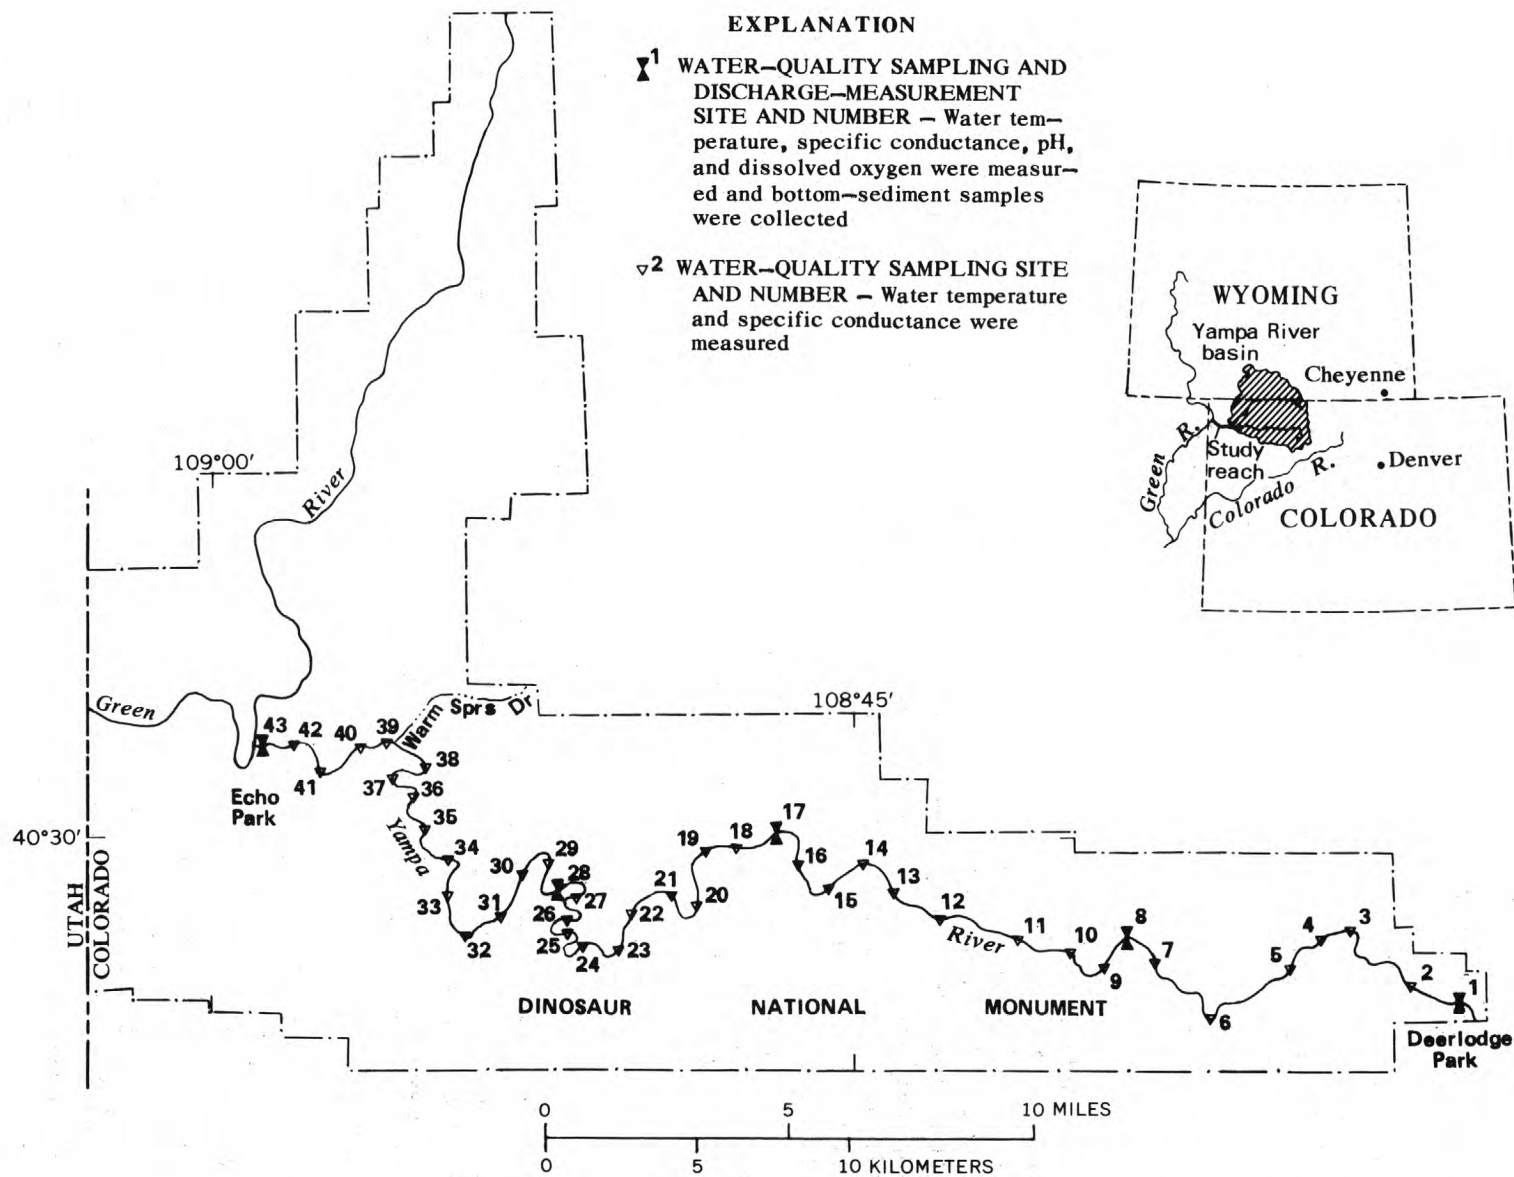 EXPLANATION
1 WATER–QUALITY SAMPLING AND
DISCHARGE–MEASUREMENT
SITE AND NUMBER – Water tem–
perature, specific conductance, pH,
and dissolved oxygen were measur–
ed and bottom–sediment samples
were collected
2 WATER–QUALITY SAMPLING SITE
AND NUMBER – Water temperature
and specific conductance were
measured
WYOMING
Yampa River
basin
Cheyenne
Green R.
Study
reach
Denver
Colorado R.
COLORADO
109°00'
River
Green
Warm Sprs Dr
108°45'
43
42
40
39
38
41
37
36
Echo
Park
35
40°30'
Yampa
34
29
19
18
17
14
30
28
16
13
33
27
21
20
15
12
31
26
22
11
10
8
3
4
River
32
25
24
23
9
7
5
2
1
6
UTAH
COLORADO
DINOSAUR
NATIONAL
MONUMENT
Deerlodge
Park
0 5 10 MILES
0 5 10 KILOMETERS